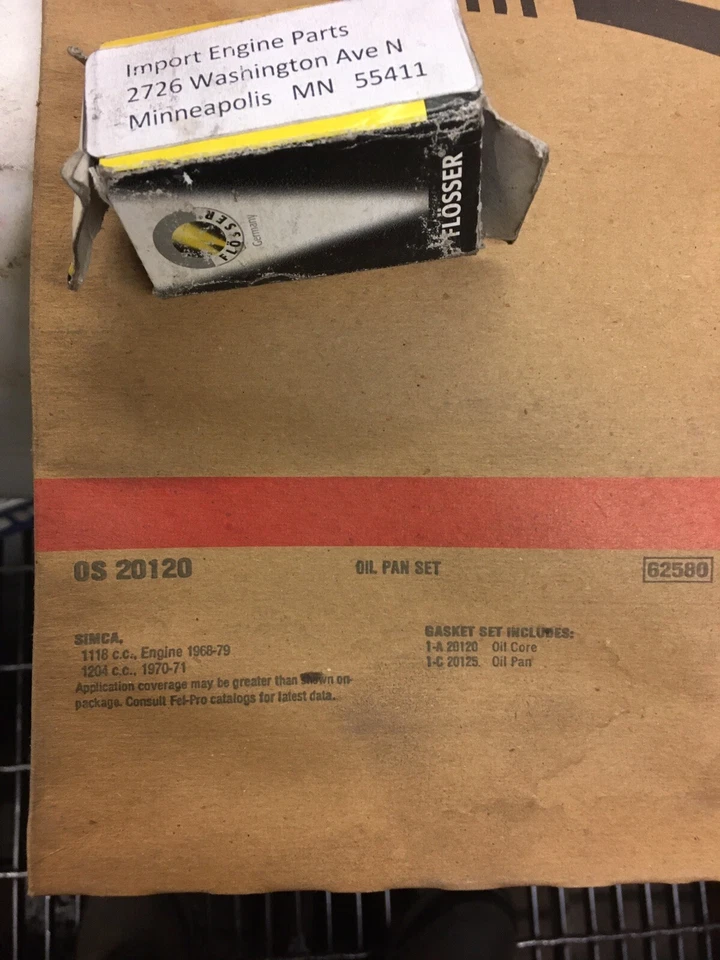 Import Engine Parts
2726 Washington Ave N
Minneapolis MN 55411
FLÖSSER
FLÖSSER
Germany
OS 20120 OIL PAN SET 62580
SIMCA,
1118 c.c., Engine 1968-79
1204 c.c., 1970-71
Application coverage may be greater than shown on
package. Consult Fel-Pro catalogs for latest data.
GASKET SET INCLUDES:
1-A 20120 Oil Core
1-C 20125 Oil Pan